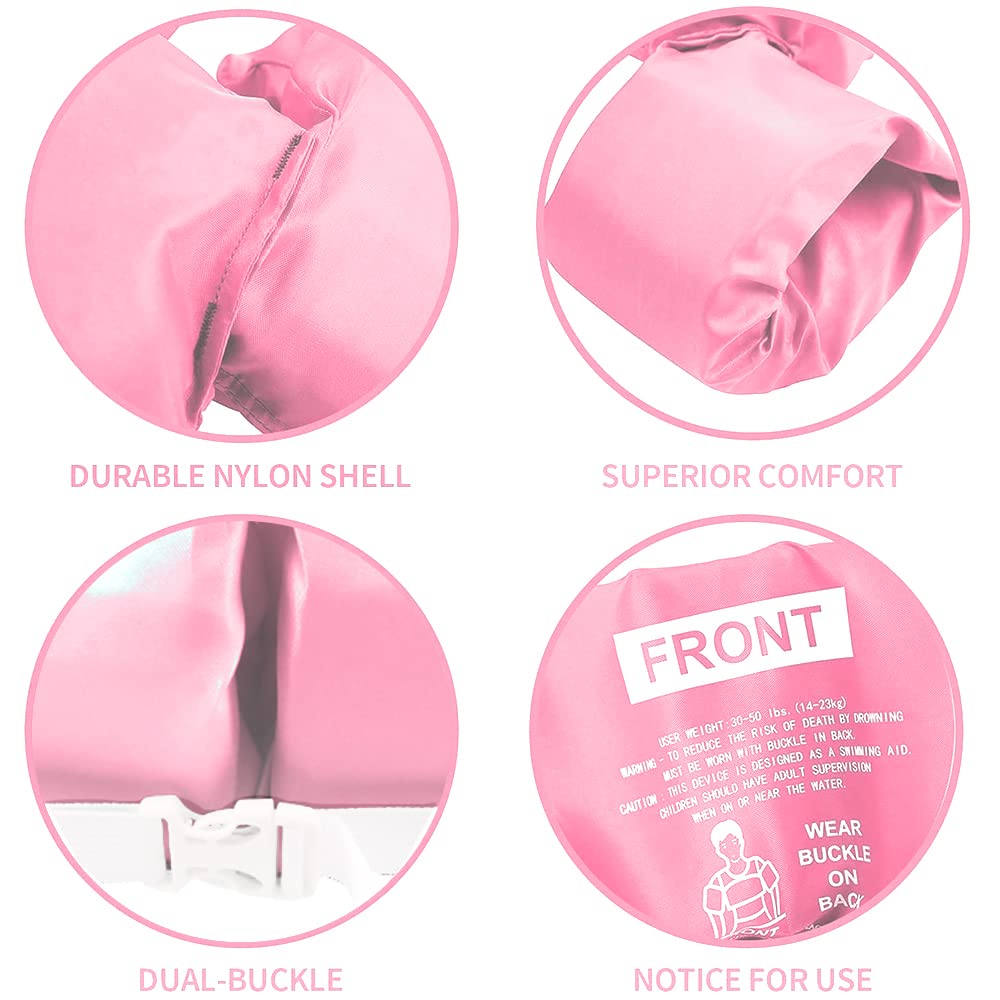 DURABLE NYLON SHELL
SUPERIOR COMFORT
DUAL-BUCKLE
FRONT
USER WEIGHT:30-50 lbs.(14-23kg)
WARNING - TO REDUCE THE RISK OF DEATH BY DROWNING
MUST BE WORN WITH BUCKLE IN BACK.
CAUTION : THIS DEVICE IS DESIGNED AS A SWIMMING AID.
CHILDREN SHOULD HAVE ADULT SUPERVISION
WHEN ON OR NEAR THE WATER.
WEAR
BUCKLE
ON
BACK
NOTICE FOR USE